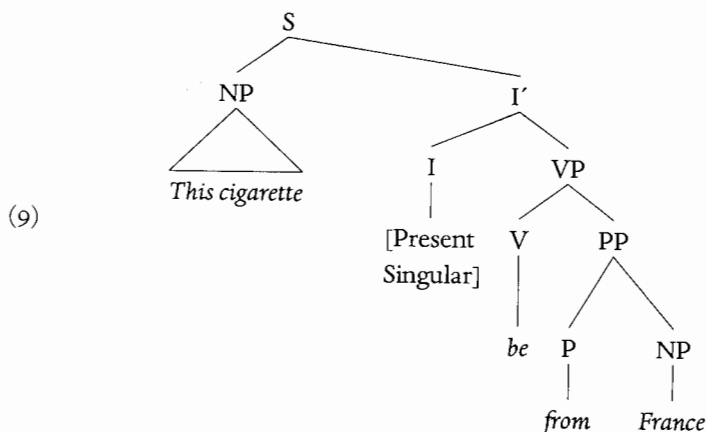 S
NP I′
I VP
This cigarette
(9) [Present V PP
Singular]
be P NP
from France